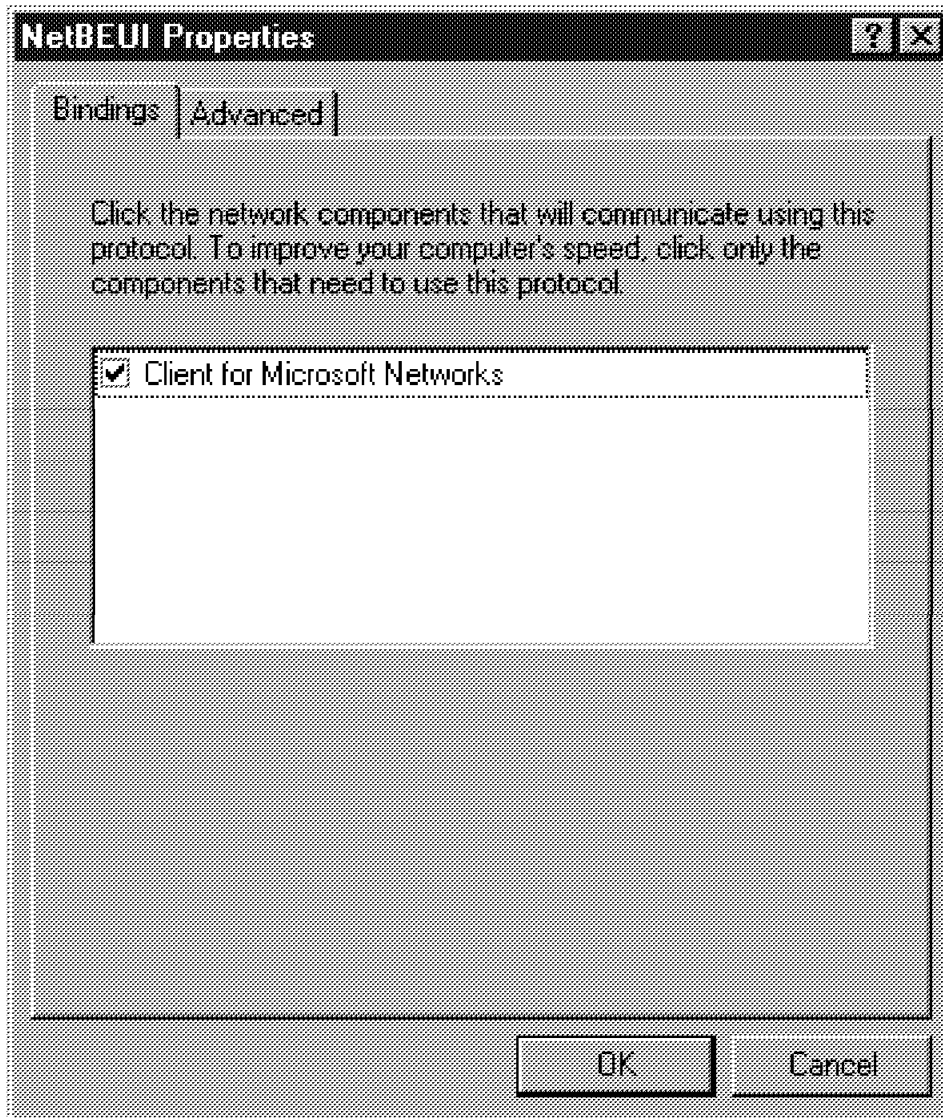 NetBEUI Properties
Bindings
Advanced
Click the network components that will communicate using this
protocol. To improve your computer's speed, click only the
components that need to use this protocol.
Client for Microsoft Networks
OK
Cancel